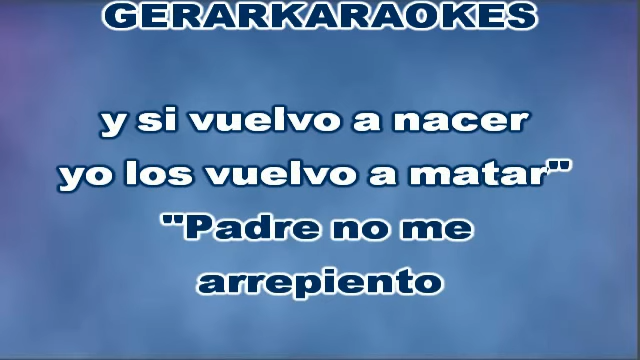 GERARKARAOKES
y si vuelvo a nacer
yo los vuelvo a matar"
"Padre no me
arrepiento